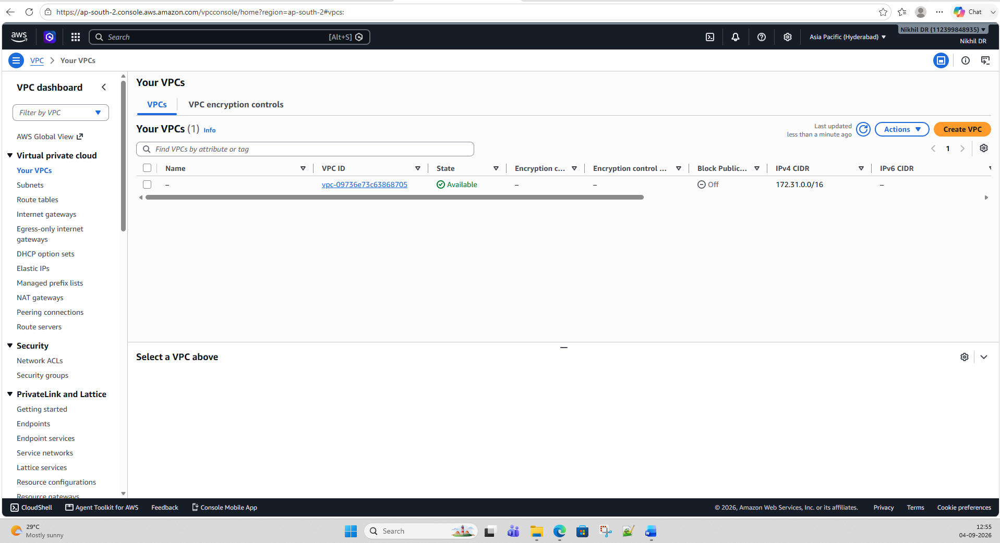 https://ap-south-2.console.aws.amazon.com/vpcconsole/home?region=ap-south-2#vpcs:
Chat
aws
Search
[Alt+S]
Asia Pacific (Hyderabad)
Nikhil DR (112399848935)
Nikhil DR
VPC
Your VPCs
VPC dashboard
Filter by VPC
AWS Global View
Virtual private cloud
Your VPCs
Subnets
Route tables
Internet gateways
Egress-only internet
gateways
DHCP option sets
Elastic IPs
Managed prefix lists
NAT gateways
Peering connections
Route servers
Security
Network ACLs
Security groups
PrivateLink and Lattice
Getting started
Endpoints
Endpoint services
Service networks
Lattice services
Resource configurations
Resource gateways
Your VPCs
VPCs
VPC encryption controls
Your VPCs (1) Info
Last updated
less than a minute ago
Actions
Create VPC
Find VPCs by attribute or tag
1
Name VPC ID State Encryption c... Encryption control ... Block Public... IPv4 CIDR IPv6 CIDR
– vpc-09736e73c63868705 Available – – Off 172.31.0.0/16 –
Select a VPC above
CloudShell Agent Toolkit for AWS Feedback Console Mobile App © 2026, Amazon Web Services, Inc. or its affiliates. Privacy Terms Cookie preferences
29°C
Mostly sunny
Search
12:55
04-09-2026